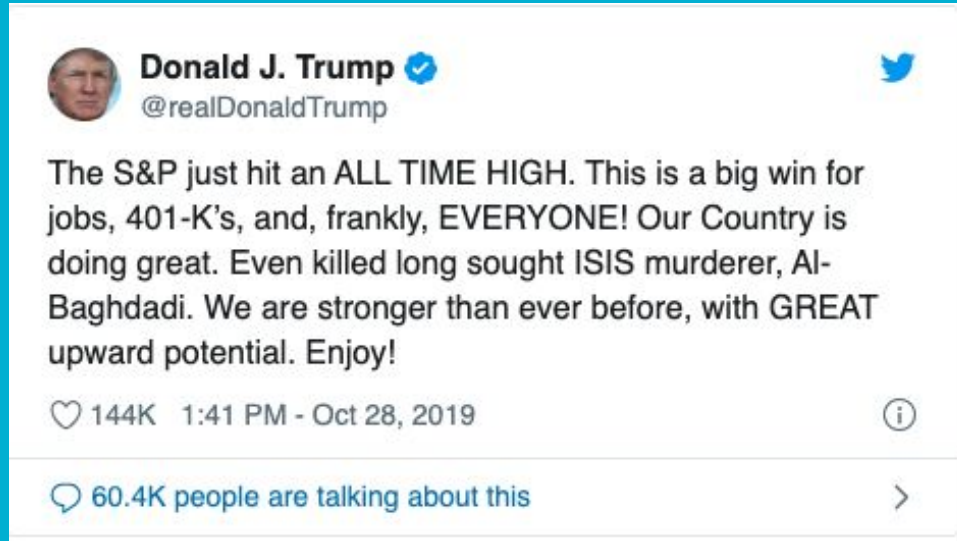 Donald J. Trump
@realDonaldTrump
The S&P just hit an ALL TIME HIGH. This is a big win for
jobs, 401-K’s, and, frankly, EVERYONE! Our Country is
doing great. Even killed long sought ISIS murderer, Al-
Baghdadi. We are stronger than ever before, with GREAT
upward potential. Enjoy!
144K 1:41 PM - Oct 28, 2019
60.4K people are talking about this